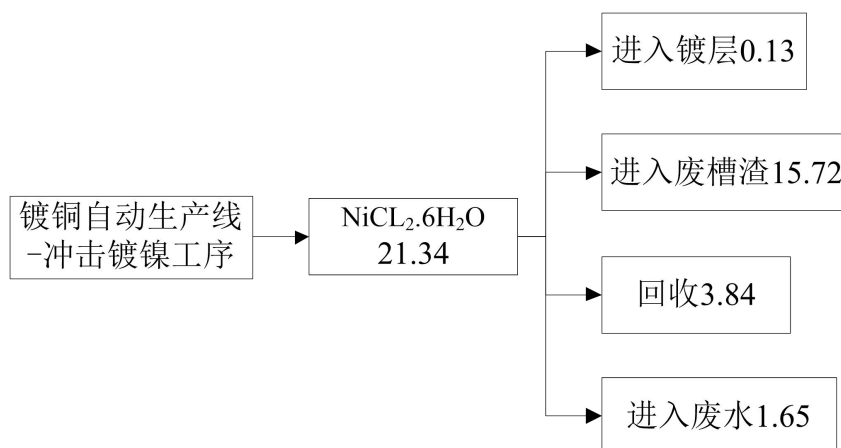 进入镀层0.13
进入废槽渣15.72
镀铜自动生产线
-冲击镀镍工序
NiCL₂.6H₂O
21.34
回收3.84
进入废水1.65